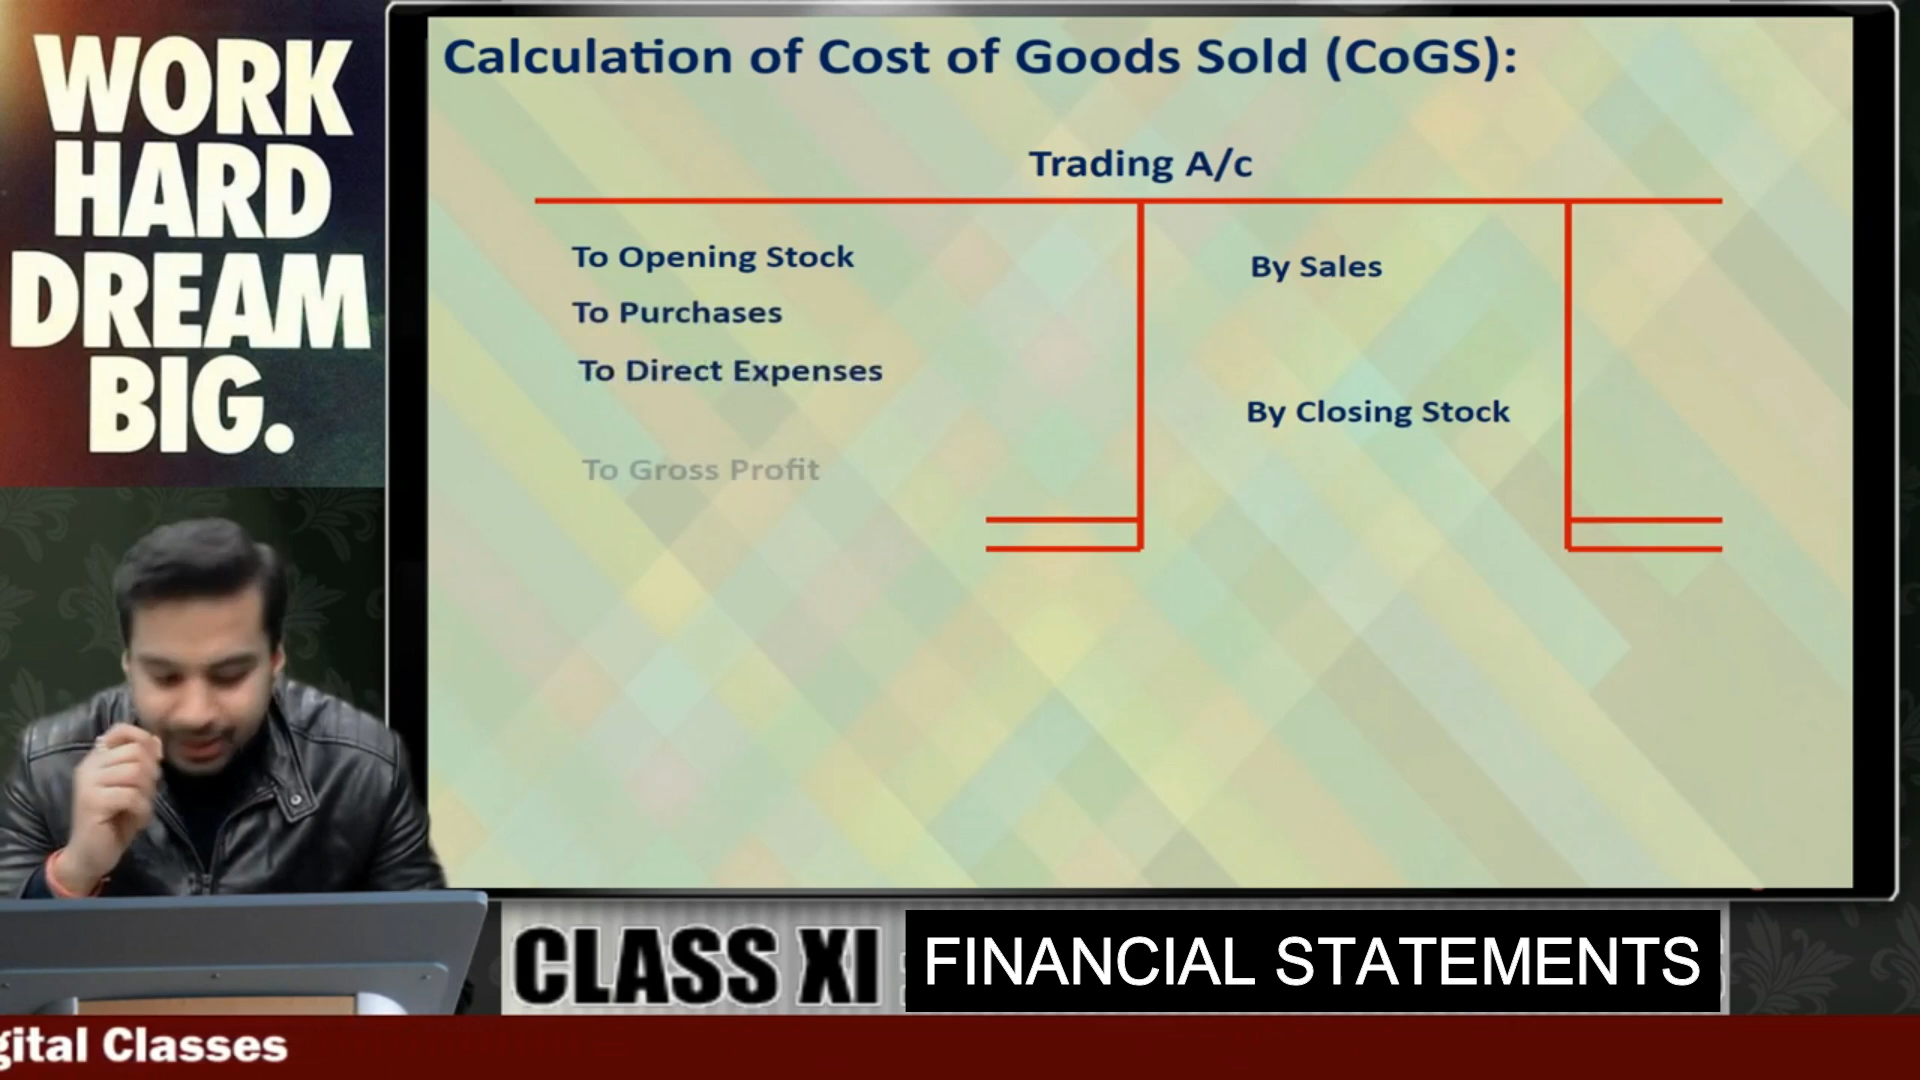 WORK
HARD
DREAM
BIG.
Calculation of Cost of Goods Sold (CoGS):
Trading A/c
To Opening Stock
By Sales
To Purchases
To Direct Expenses
By Closing Stock
To Gross Profit
CLASS XI
FINANCIAL STATEMENTS
gital Classes